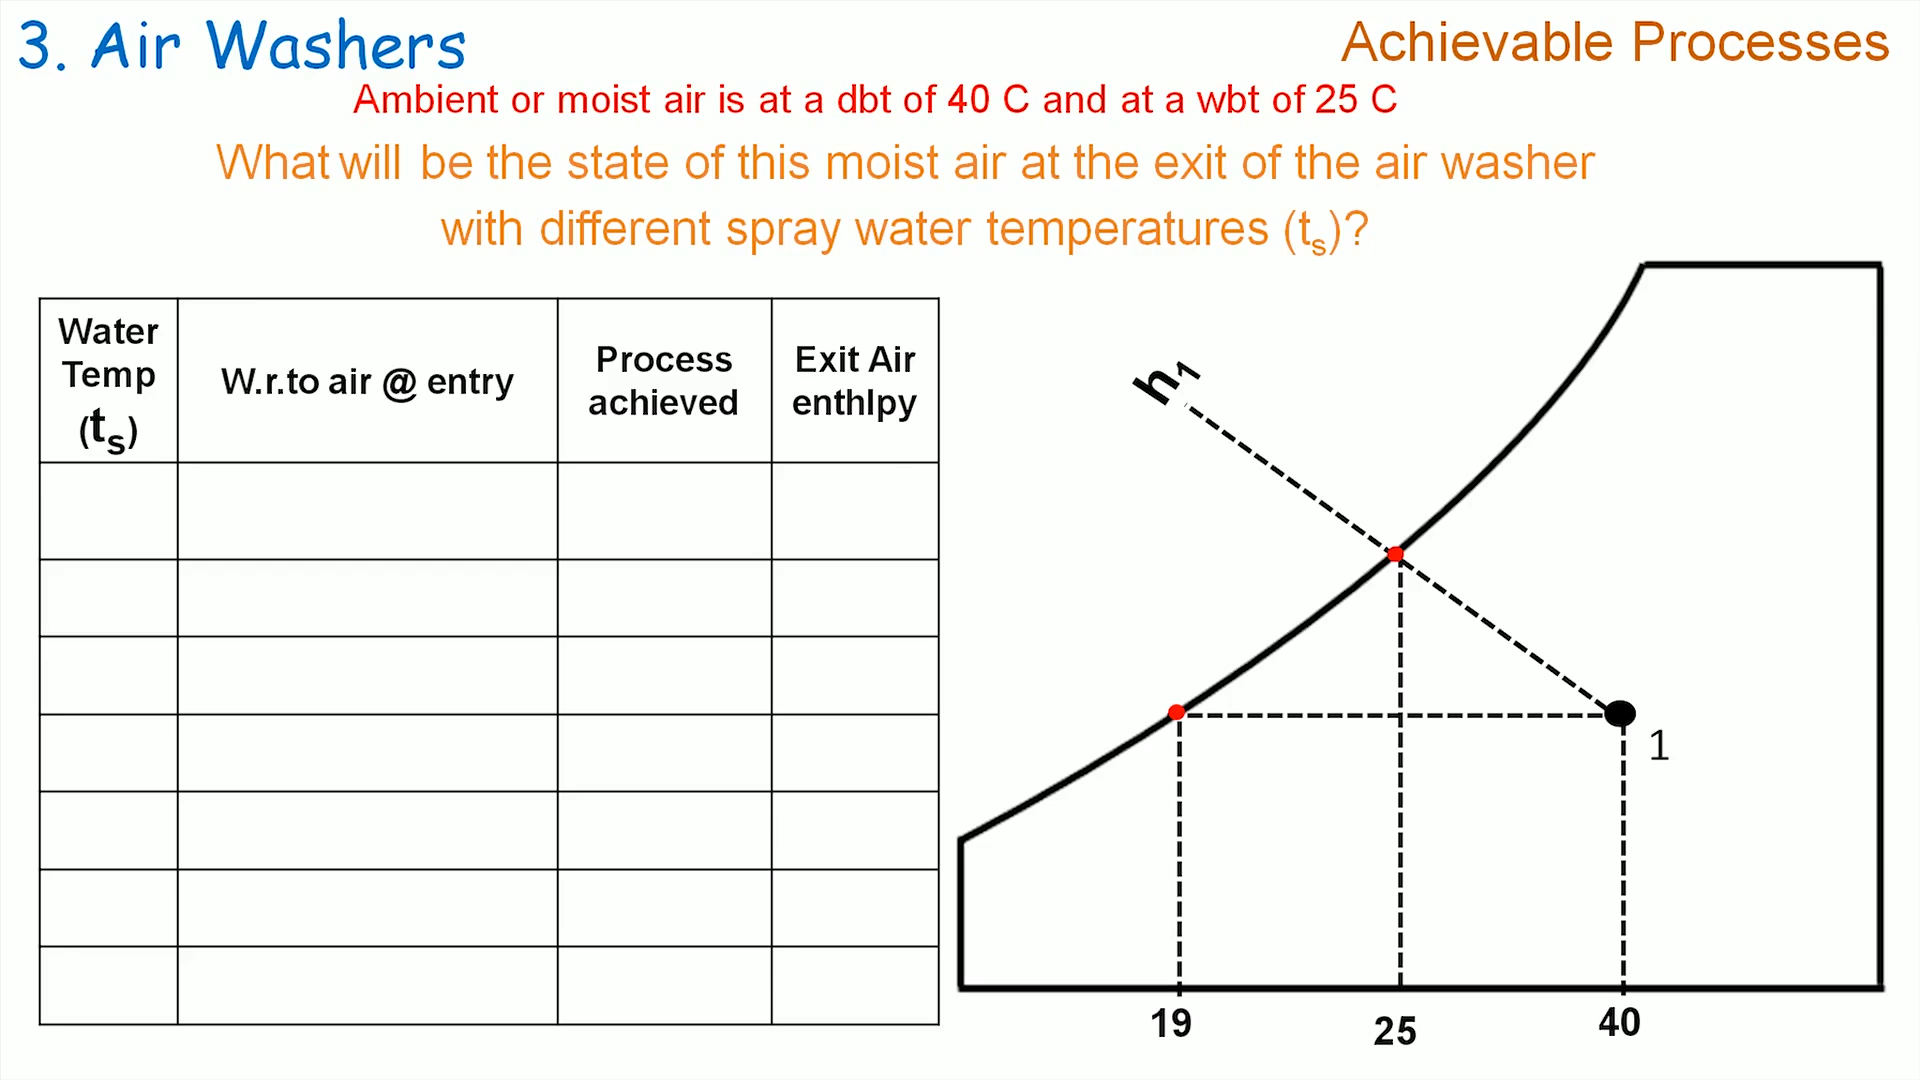 3. Air Washers
Achievable Processes
Ambient or moist air is at a dbt of 40 C and at a wbt of 25 C
What will be the state of this moist air at the exit of the air washer
with different spray water temperatures (ts)?
Water
Temp
(ts)
W.r.to air @ entry
Process
achieved
Exit Air
enthlpy
h1
1
19
25
40